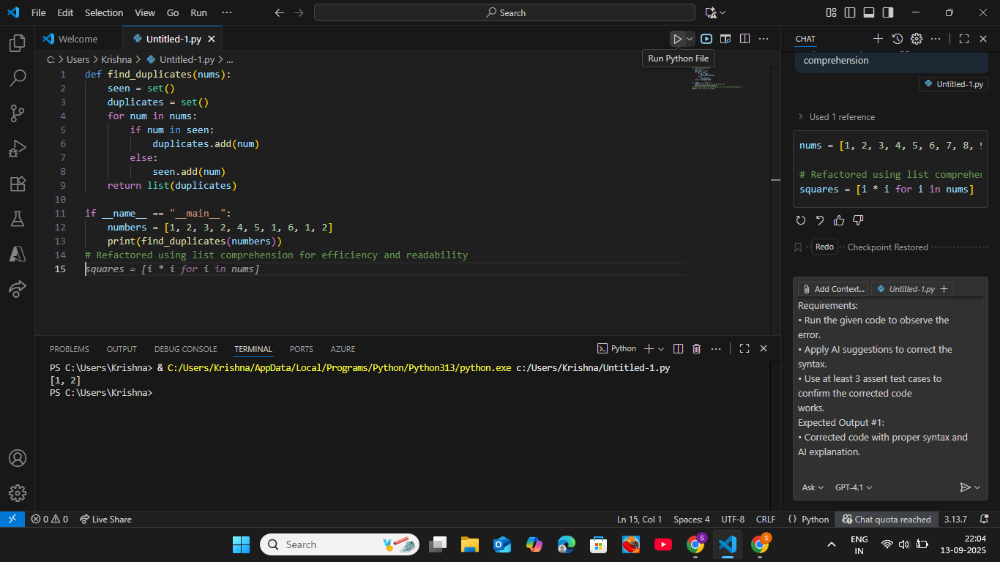 File Edit Selection View Go Run ··· Search
Welcome Untitled-1.py
Run Python File
C: > Users > Krishna > Untitled-1.py > ...
1 def find_duplicates(nums):
2 seen = set()
3 duplicates = set()
4 for num in nums:
5 if num in seen:
6 duplicates.add(num)
7 else:
8 seen.add(num)
9 return list(duplicates)
10
11 if __name__ == "__main__":
12 numbers = [1, 2, 3, 2, 4, 5, 1, 6, 1, 2]
13 print(find_duplicates(numbers))
14 # Refactored using list comprehension for efficiency and readability
15 squares = [i * i for i in nums]
PROBLEMS OUTPUT DEBUG CONSOLE TERMINAL PORTS AZURE Python
PS C:\Users\Krishna> & C:/Users/Krishna/AppData/Local/Programs/Python/Python313/python.exe c:/Users/Krishna/Untitled-1.py
[1, 2]
PS C:\Users\Krishna>
CHAT
comprehension
Untitled-1.py
Used 1 reference
nums = [1, 2, 3, 4, 5, 6, 7, 8, 9
# Refactored using list comprehen
squares = [i * i for i in nums]
Redo Checkpoint Restored
Add Context... Untitled-1.py
Requirements:
• Run the given code to observe the
error.
• Apply AI suggestions to correct the
syntax.
• Use at least 3 assert test cases to
confirm the corrected code
works.
Expected Output #1:
• Corrected code with proper syntax and
AI explanation.
Ask GPT-4.1
0 0 Live Share Ln 15, Col 1 Spaces: 4 UTF-8 CRLF {} Python Chat quota reached 3.13.7
Search
S
S
ENG
IN
22:04
13-09-2025